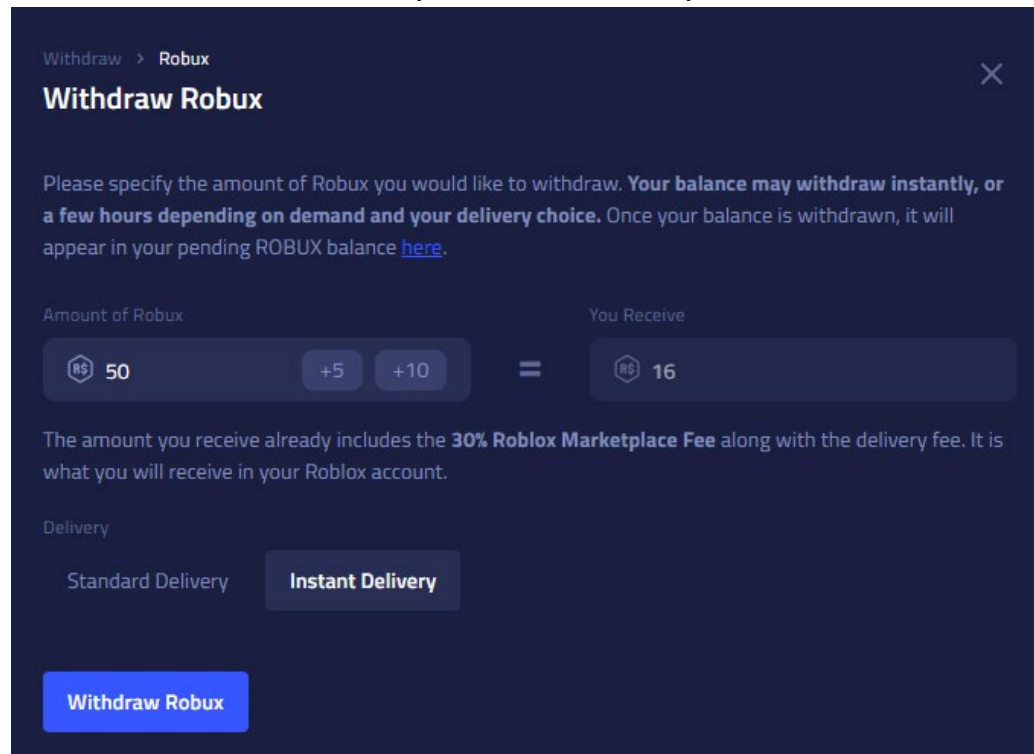 Withdraw > Robux
Withdraw Robux
Please specify the amount of Robux you would like to withdraw. Your balance may withdraw instantly, or
a few hours depending on demand and your delivery choice. Once your balance is withdrawn, it will
appear in your pending ROBUX balance here.
Amount of Robux You Receive
R$ 50 +5 +10 = R$ 16
The amount you receive already includes the 30% Roblox Marketplace Fee along with the delivery fee. It is
what you will receive in your Roblox account.
Delivery
Standard Delivery Instant Delivery
Withdraw Robux